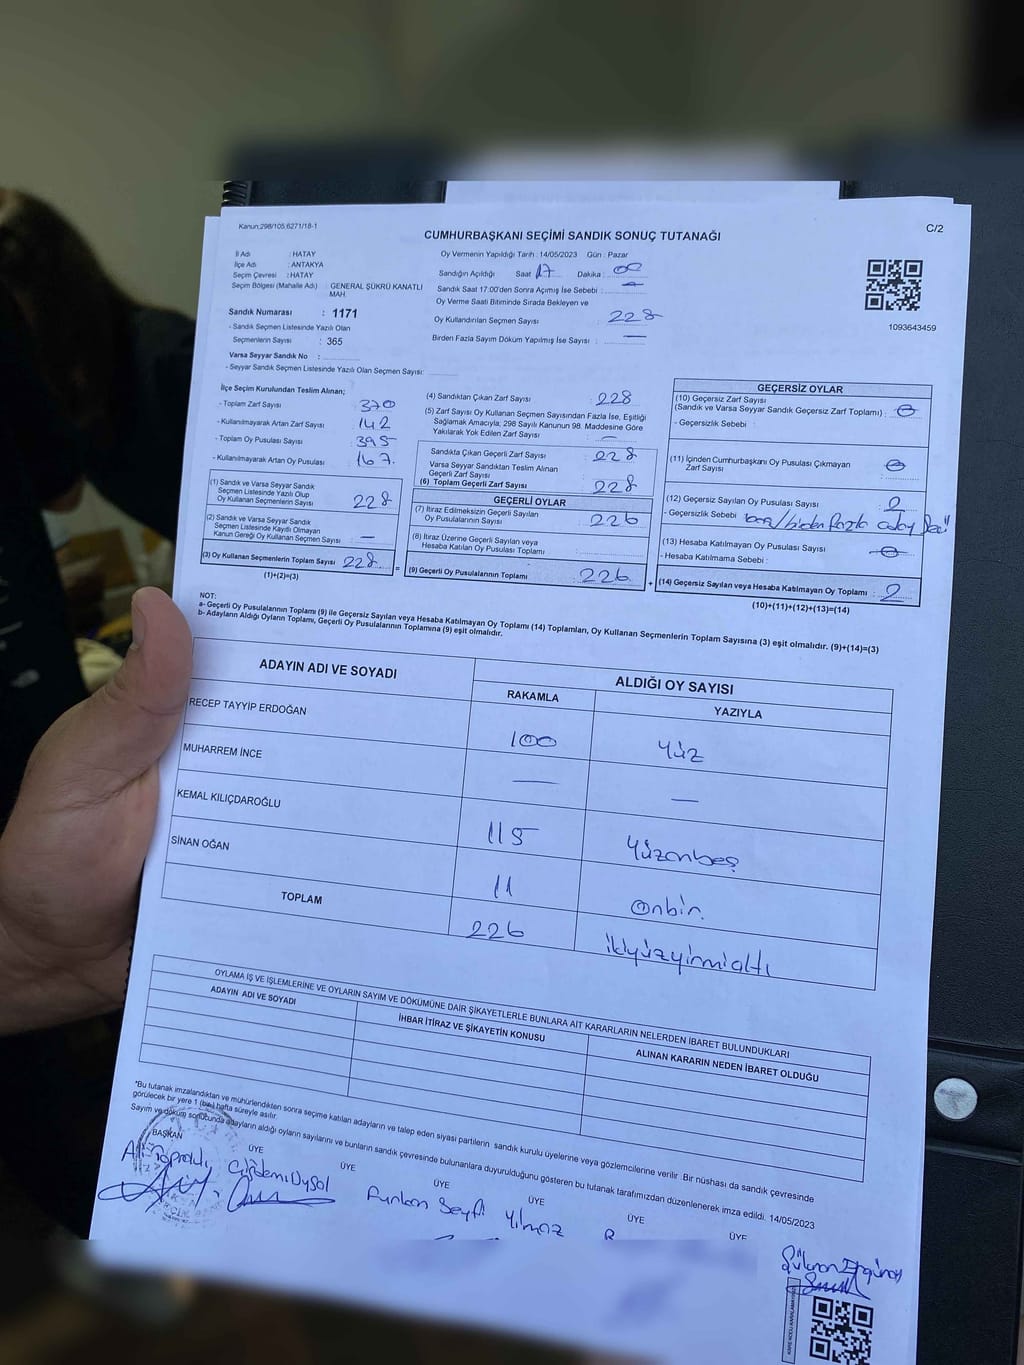 Kanun;298/105,6271/18-1
C/2
CUMHURBAŞKANI SEÇİMİ SANDIK SONUÇ TUTANAĞI
İl Adı : HATAY
İlçe Adı : ANTAKYA
Seçim Çevresi : HATAY
Seçim Bölgesi (Mahalle Adı) : GENERAL ŞÜKRÜ KANATLI MAH.
Sandık Numarası : 1171
- Sandık Seçmen Listesinde Yazılı Olan
Seçmenlerin Sayısı : 365
Varsa Seyyar Sandık No :
- Seyyar Sandık Seçmen Listesinde Yazılı Olan Seçmen Sayısı:
Oy Vermenin Yapıldığı Tarih : 14/05/2023 Gün : Pazar
Sandığın Açıldığı Saat 17 Dakika : 00
Sandık Saat 17:00'den Sonra Açımış İse Sebebi : -
Oy Verme Saati Bitiminde Sırada Bekleyen ve
Oy Kullandırılan Seçmen Sayısı : 228
Birden Fazla Sayım Döküm Yapılmış İse Sayısı : —
1093643459
İlçe Seçim Kurulundan Teslim Alınan;
- Toplam Zarf Sayısı : 370
- Kullanılmayarak Artan Zarf Sayısı : 142
- Toplam Oy Pusulası Sayısı : 395
- Kullanılmayarak Artan Oy Pusulası : 167.
(1) Sandık ve Varsa Seyyar Sandık
Seçmen Listesinde Yazılı Olup
Oy Kullanan Seçmenlerin Sayısı : 228
(2) Sandık ve Varsa Seyyar Sandık
Seçmen Listesinde Kayıtlı Olmayan
Kanun Gereği Oy Kullanan Seçmen Sayısı : —
(3) Oy Kullanan Seçmenlerin Toplam Sayısı : 228
(1)+(2)=(3)
(4) Sandıktan Çıkan Zarf Sayısı : 228
(5) Zarf Sayısı Oy Kullanan Seçmen Sayısından Fazla İse, Eşitliği
Sağlamak Amacıyla; 298 Sayılı Kanunun 98. Maddesine Göre
Yakılarak Yok Edilen Zarf Sayısı : —
Sandıkta Çıkan Geçerli Zarf Sayısı : 228
Varsa Seyyar Sandıktan Teslim Alınan
Geçerli Zarf Sayısı :
(6) Toplam Geçerli Zarf Sayısı : 228
GEÇERLİ OYLAR
(7) İtiraz Edilmeksizin Geçerli Sayılan
Oy Pusulalarının Sayısı : 226
(8) İtiraz Üzerine Geçerli Sayılan veya
Hesaba Katılan Oy Pusulası Toplamı :
(9) Geçerli Oy Pusulalarının Toplamı : 226
GEÇERSİZ OYLAR
(10) Geçersiz Zarf Sayısı
(Sandık ve Varsa Seyyar Sandık Geçersiz Zarf Toplamı) : 0
- Geçersizlik Sebebi :
(11) İçinden Cumhurbaşkanı Oy Pusulası Çıkmayan
Zarf Sayısı : 0
(12) Geçersiz Sayılan Oy Pusulası Sayısı : 2
- Geçersizlik Sebebi : / birden fazla aday
(13) Hesaba Katılmayan Oy Pusulası Sayısı : 0
- Hesaba Katılmama Sebebi :
(14) Geçersiz Sayılan veya Hesaba Katılmayan Oy Toplamı : 2
(10)+(11)+(12)+(13)=(14)
NOT:
a- Geçerli Oy Pusulalarının Toplamı (9) ile Geçersiz Sayılan veya Hesaba Katılmayan Oy Pusulası Toplamı (14) Toplamları, Oy Kullanan Seçmenlerin Toplam Sayısına (3) eşit olmalıdır. (9)+(14)=(3)
b- Adayların Aldığı Oyların Toplamı, Geçerli Oy Pusulalarının Toplamına (9) eşit olmalıdır.
ADAYIN ADI VE SOYADI
ALDIĞI OY SAYISI
RAKAMLA YAZIYLA
RECEP TAYYİP ERDOĞAN 100 Yüz
MUHARREM İNCE — —
KEMAL KILIÇDAROĞLU 115 Yüzonbeş
SİNAN OĞAN 11 Onbir.
TOPLAM 226 ikiyüzyirmialtı
OYLAMA İŞ VE İŞLEMLERİNE VE OYLARIN SAYIM VE DÖKÜMÜNE DAİR ŞİKAYETLERLE BUNLARA AİT KARARLARIN NELERDEN İBARET BULUNDUKLARI
ADAYIN ADI VE SOYADI İHBAR İTİRAZ VE ŞİKAYETİN KONUSU ALINAN KARARIN NEDEN İBARET OLDUĞU
*Bu tutanak imzalandıktan ve mühürlendikten sonra seçime katılan adayların ve talep eden siyasi partilerin sandık kurulu üyelerine veya gözlemcilerine verilir. Bir nüshası da sandık çevresinde
görülecek bir yere 1 (bir) hafta süreyle asılır.
Sayım ve döküm sonucunda adayların aldığı oyların sayılarını ve bunların sandık çevresinde bulunanlara duyurulduğunu gösteren bu tutanak tarafımızdan düzenlenerek imza edildi. 14/05/2023
BAŞKAN ÜYE ÜYE ÜYE ÜYE ÜYE ÜYE
Yılmaz